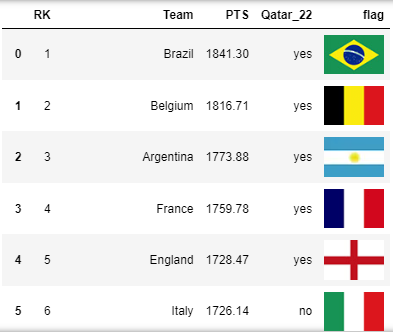 RK Team PTS Qatar_22 flag
0 1 Brazil 1841.30 yes
1 2 Belgium 1816.71 yes
2 3 Argentina 1773.88 yes
3 4 France 1759.78 yes
4 5 England 1728.47 yes
5 6 Italy 1726.14 no